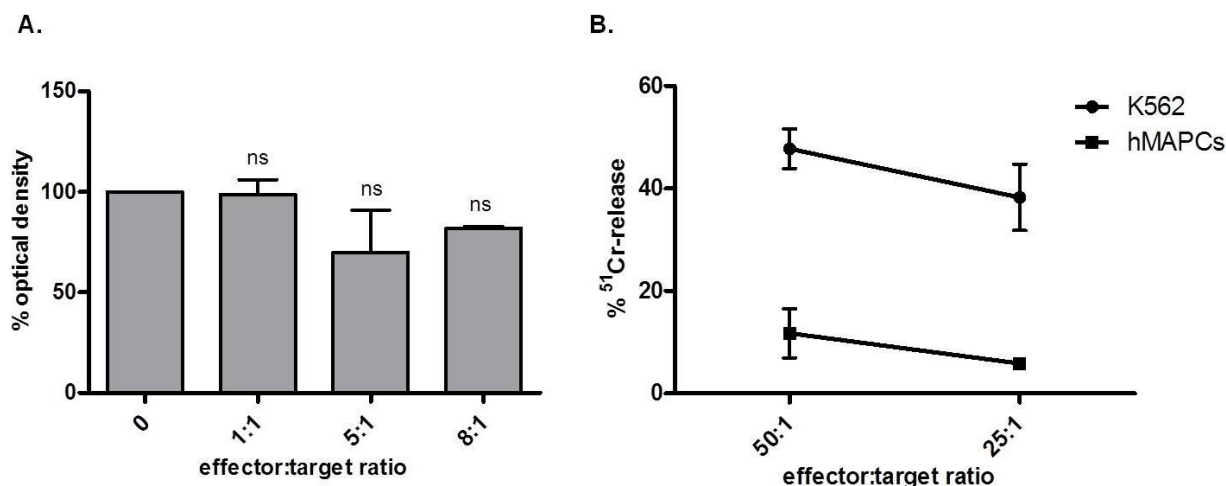 A.
150
100
50
0
% optical density
ns
ns
ns
0
1:1
5:1
8:1
effector:target ratio
B.
60
40
20
0
% ⁵¹Cr-release
K562
hMAPCs
50:1
25:1
effector:target ratio